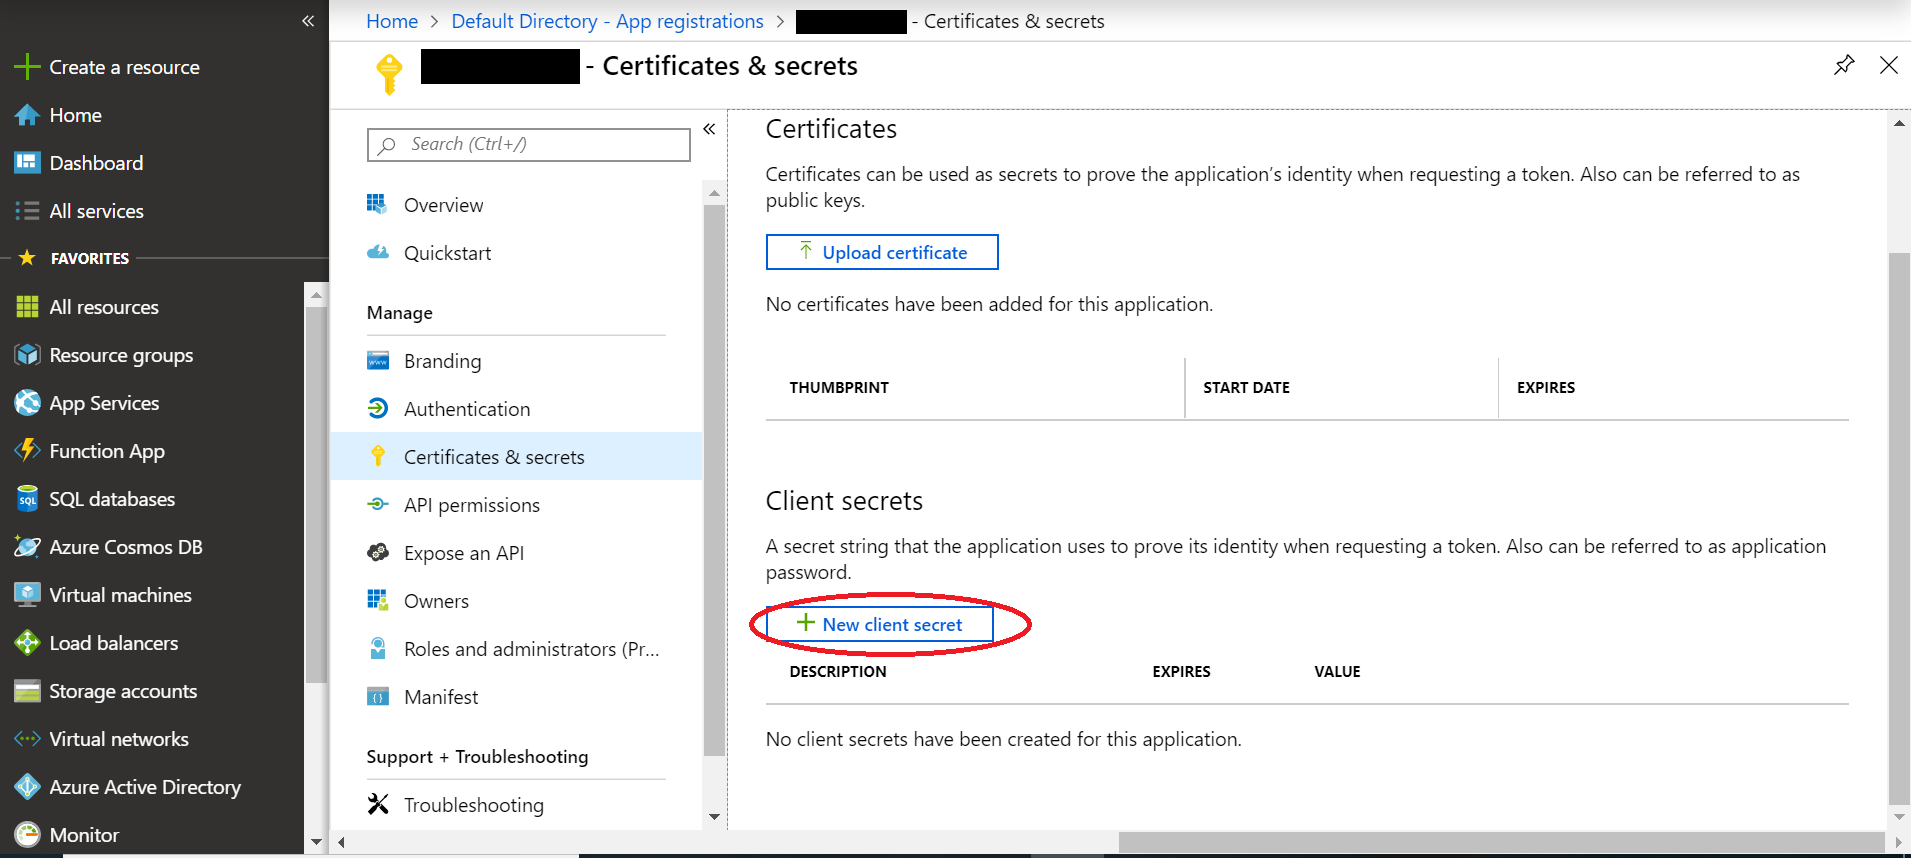 «
Create a resource
Home
Dashboard
All services
FAVORITES
All resources
Resource groups
App Services
Function App
SQL databases
Azure Cosmos DB
Virtual machines
Load balancers
Storage accounts
Virtual networks
Azure Active Directory
Monitor
Home > Default Directory - App registrations > - Certificates & secrets
- Certificates & secrets
Search (Ctrl+/)
«
Overview
Quickstart
Manage
Branding
Authentication
Certificates & secrets
API permissions
Expose an API
Owners
Roles and administrators (Pr...
Manifest
Support + Troubleshooting
Troubleshooting
Certificates
Certificates can be used as secrets to prove the application's identity when requesting a token. Also can be referred to as
public keys.
Upload certificate
No certificates have been added for this application.
THUMBPRINT START DATE EXPIRES
Client secrets
A secret string that the application uses to prove its identity when requesting a token. Also can be referred to as application
password.
New client secret
DESCRIPTION EXPIRES VALUE
No client secrets have been created for this application.